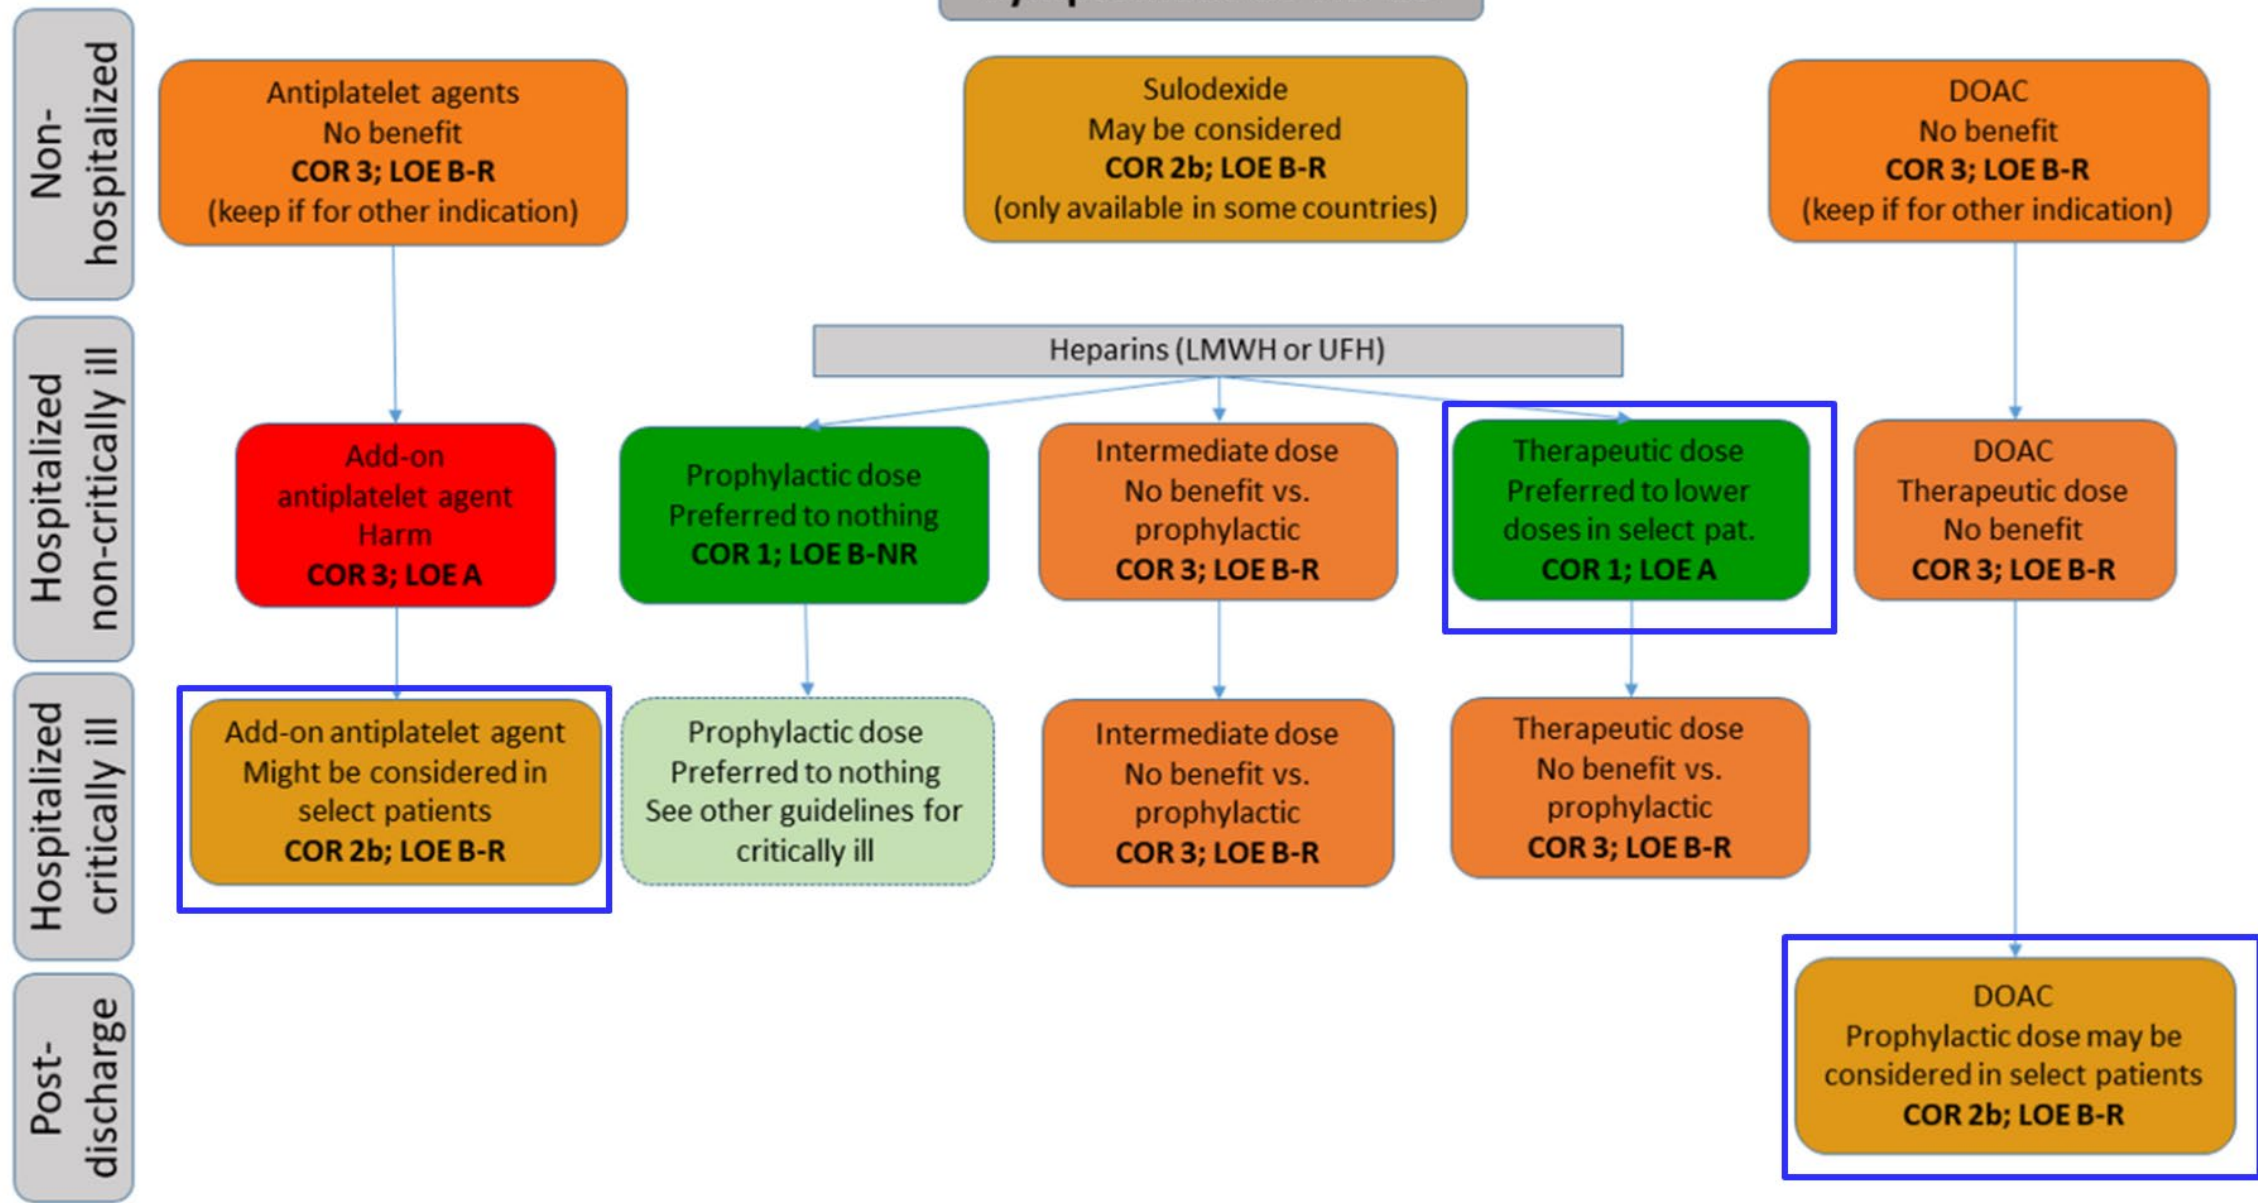 Non-
hospitalized
Antiplatelet agents
No benefit
COR 3; LOE B-R
(keep if for other indication)
Sulodexide
May be considered
COR 2b; LOE B-R
(only available in some countries)
DOAC
No benefit
COR 3; LOE B-R
(keep if for other indication)
Hospitalized
non-critically ill
Heparins (LMWH or UFH)
Add-on
antiplatelet agent
Harm
COR 3; LOE A
Prophylactic dose
Preferred to nothing
COR 1; LOE B-NR
Intermediate dose
No benefit vs.
prophylactic
COR 3; LOE B-R
Therapeutic dose
Preferred to lower
doses in select pat.
COR 1; LOE A
DOAC
Therapeutic dose
No benefit
COR 3; LOE B-R
Hospitalized
critically ill
Add-on antiplatelet agent
Might be considered in
select patients
COR 2b; LOE B-R
Prophylactic dose
Preferred to nothing
See other guidelines for
critically ill
Intermediate dose
No benefit vs.
prophylactic
COR 3; LOE B-R
Therapeutic dose
No benefit vs.
prophylactic
COR 3; LOE B-R
Post-
discharge
DOAC
Prophylactic dose may be
considered in select patients
COR 2b; LOE B-R